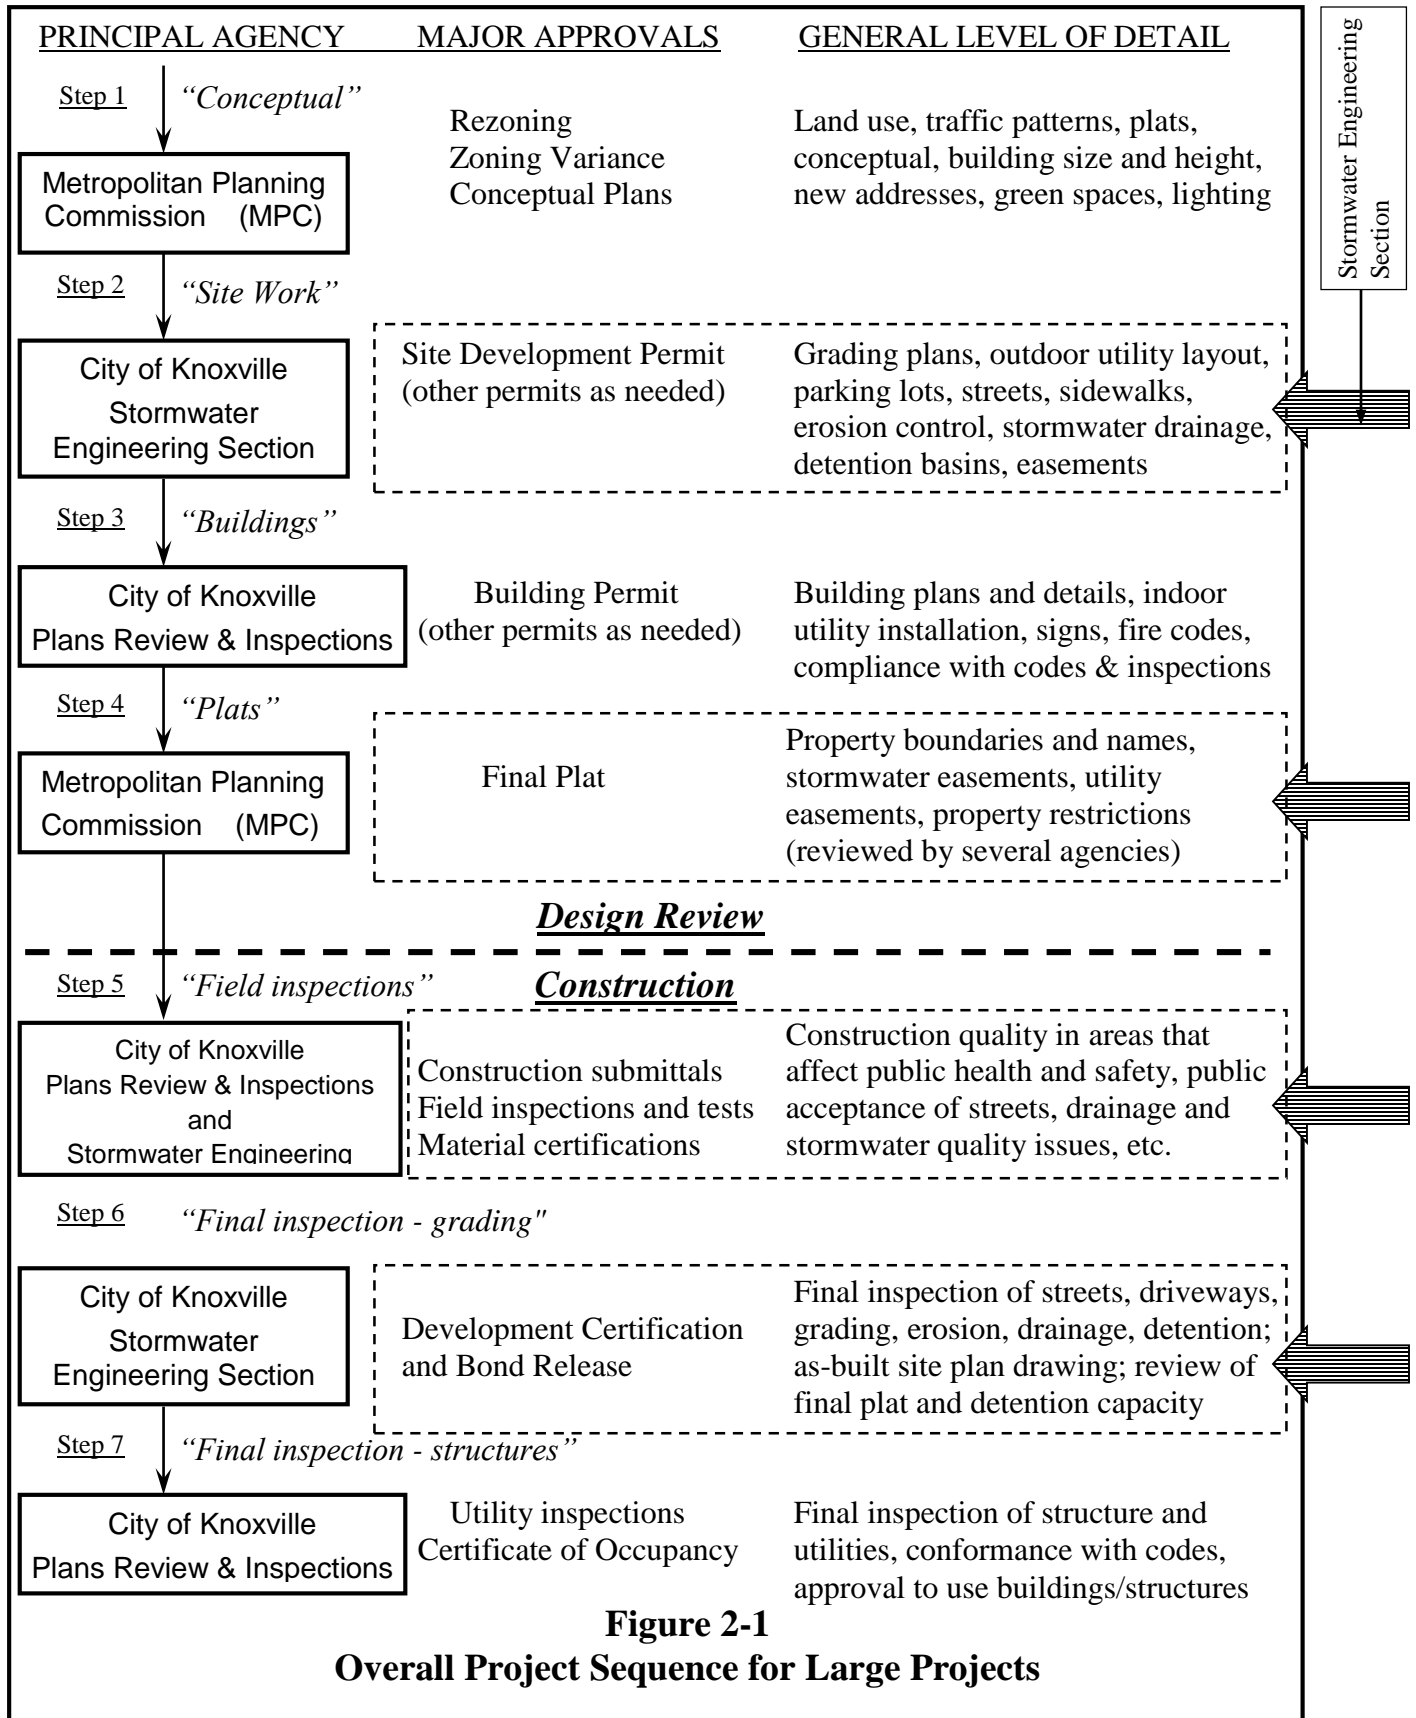 PRINCIPAL AGENCY MAJOR APPROVALS GENERAL LEVEL OF DETAIL
Stormwater Engineering
Section
Step 1 “Conceptual”
Metropolitan Planning
Commission (MPC)
Rezoning
Zoning Variance
Conceptual Plans
Land use, traffic patterns, plats,
conceptual, building size and height,
new addresses, green spaces, lighting
Step 2 “Site Work”
City of Knoxville
Stormwater
Engineering Section
Site Development Permit
(other permits as needed)
Grading plans, outdoor utility layout,
parking lots, streets, sidewalks,
erosion control, stormwater drainage,
detention basins, easements
Step 3 “Buildings”
City of Knoxville
Plans Review & Inspections
Building Permit
(other permits as needed)
Building plans and details, indoor
utility installation, signs, fire codes,
compliance with codes & inspections
Step 4 “Plats”
Metropolitan Planning
Commission (MPC)
Final Plat
Property boundaries and names,
stormwater easements, utility
easements, property restrictions
(reviewed by several agencies)
Design Review
Step 5 “Field inspections” Construction
City of Knoxville
Plans Review & Inspections
and
Stormwater Engineering
Construction submittals
Field inspections and tests
Material certifications
Construction quality in areas that
affect public health and safety, public
acceptance of streets, drainage and
stormwater quality issues, etc.
Step 6 “Final inspection - grading"
City of Knoxville
Stormwater
Engineering Section
Development Certification
and Bond Release
Final inspection of streets, driveways,
grading, erosion, drainage, detention;
as-built site plan drawing; review of
final plat and detention capacity
Step 7 “Final inspection - structures”
City of Knoxville
Plans Review & Inspections
Utility inspections
Certificate of Occupancy
Final inspection of structure and
utilities, conformance with codes,
approval to use buildings/structures
Figure 2-1
Overall Project Sequence for Large Projects